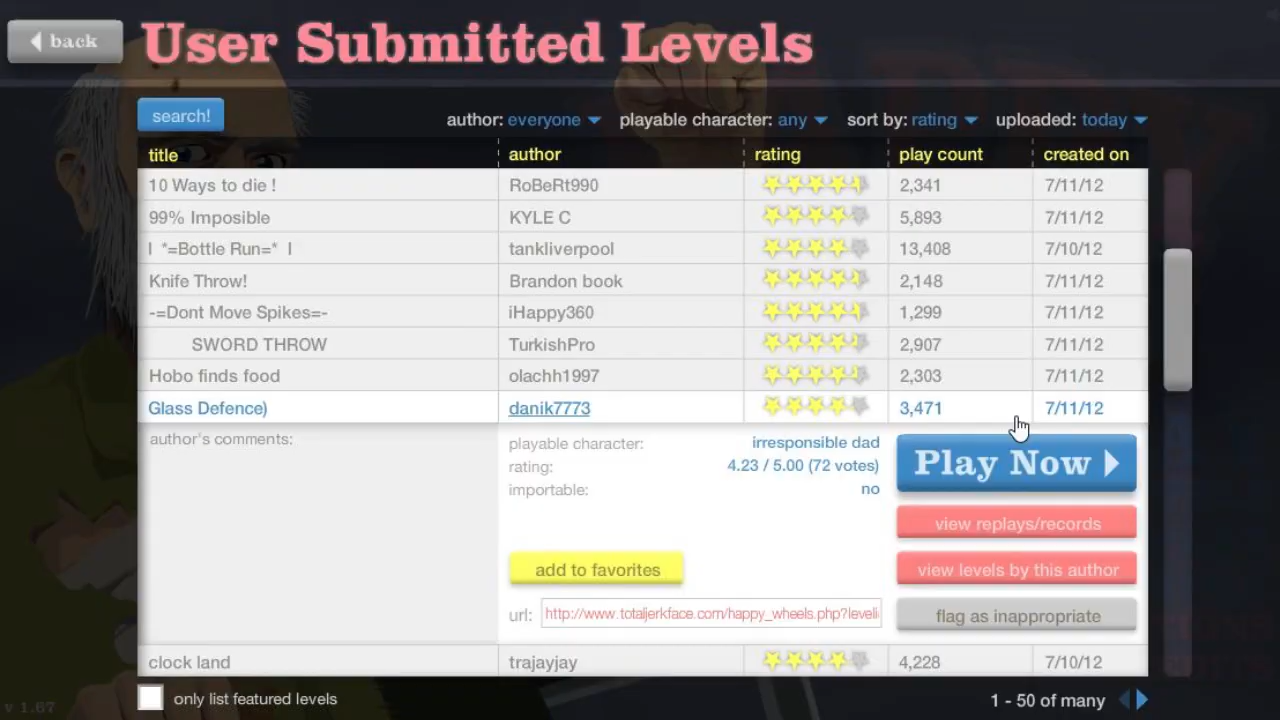 back
User Submitted Levels
search!
author: everyone playable character: any sort by: rating uploaded: today
title author rating play count created on
10 Ways to die ! RoBeRt990 2,341 7/11/12
99% Imposible KYLE C 5,893 7/11/12
| *=Bottle Run=* | tankliverpool 13,408 7/10/12
Knife Throw! Brandon book 2,148 7/11/12
-=Dont Move Spikes=- iHappy360 1,299 7/11/12
SWORD THROW TurkishPro 2,907 7/11/12
Hobo finds food olachh1997 2,303 7/11/12
Glass Defence) danik7773 3,471 7/11/12
author's comments:
playable character: irresponsible dad
rating: 4.23 / 5.00 (72 votes)
importable: no
Play Now
view replays/records
add to favorites
view levels by this author
url: http://www.totaljerkface.com/happy_wheels.php?leveli
flag as inappropriate
clock land trajayjay 4,228 7/10/12
only list featured levels
1 - 50 of many
v 1.67